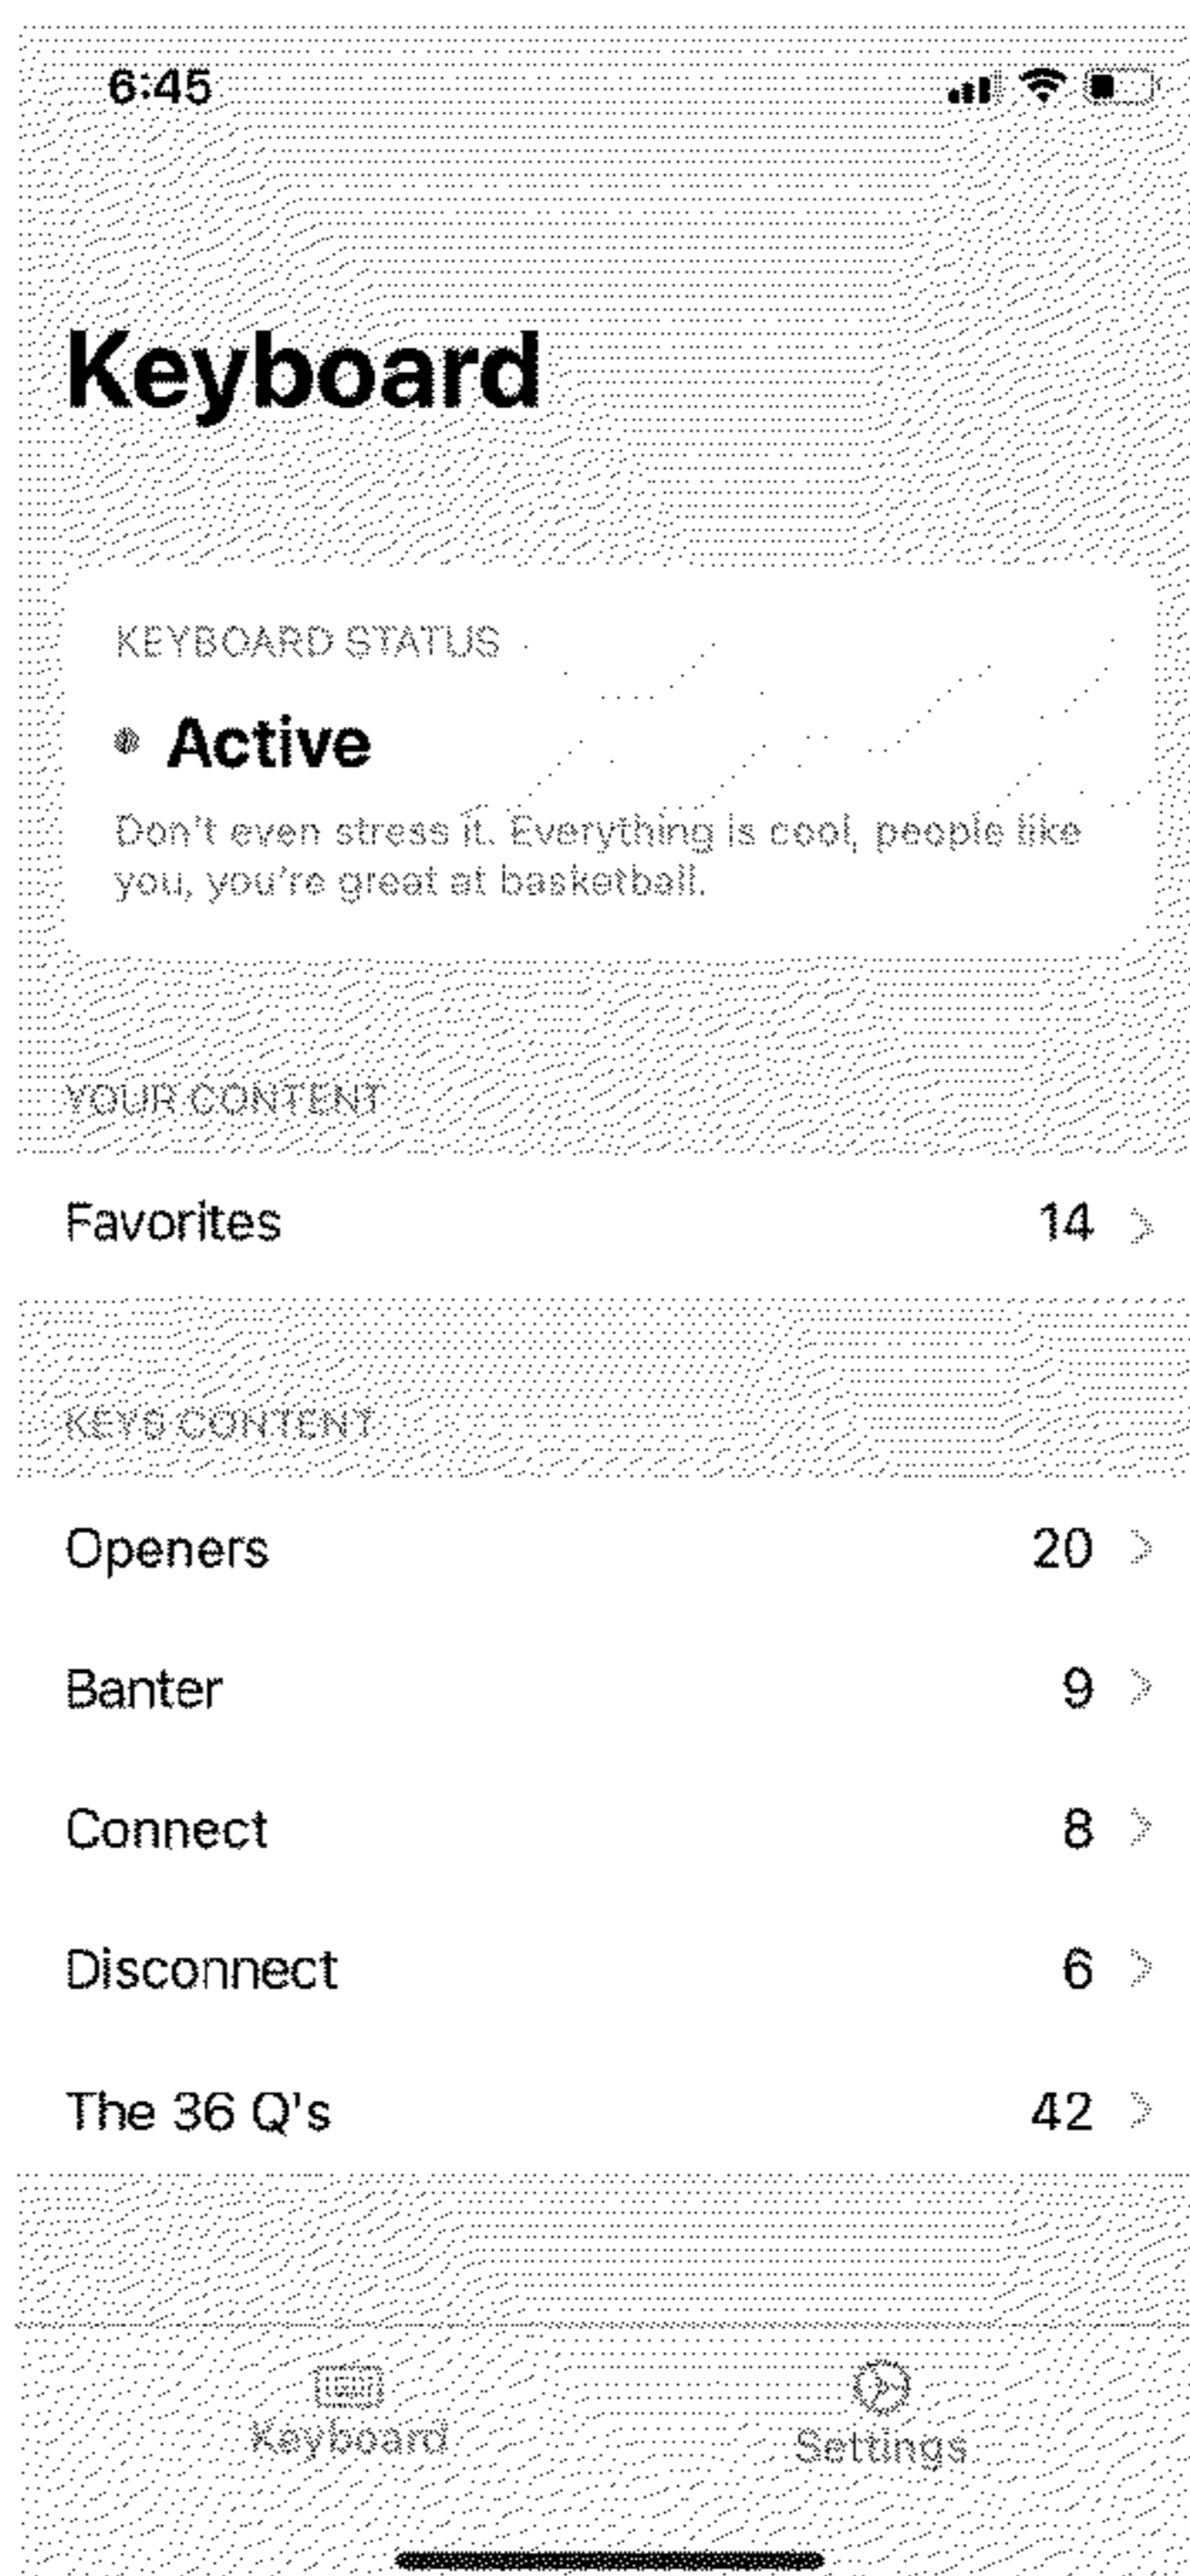 6:45
Keyboard
KEYBOARD STATUS
Active
Don't even stress it. Everything is cool, people like
you, you're great at basketball.
YOUR CONTENT
Favorites 14
KEYS CONTENT
Openers 20
Banter 9
Connect 8
Disconnect 6
The 36 Q's 42
Keyboard Settings